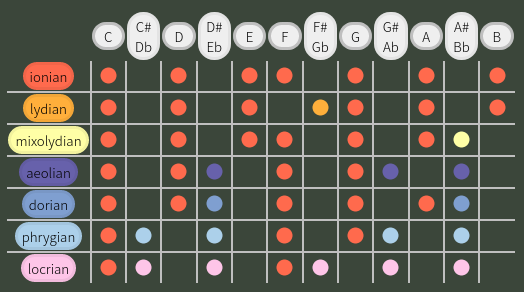 C C# Db D D# Eb E F F# Gb G G# Ab A A# Bb B
ionian
lydian
mixolydian
aeolian
dorian
phrygian
locrian